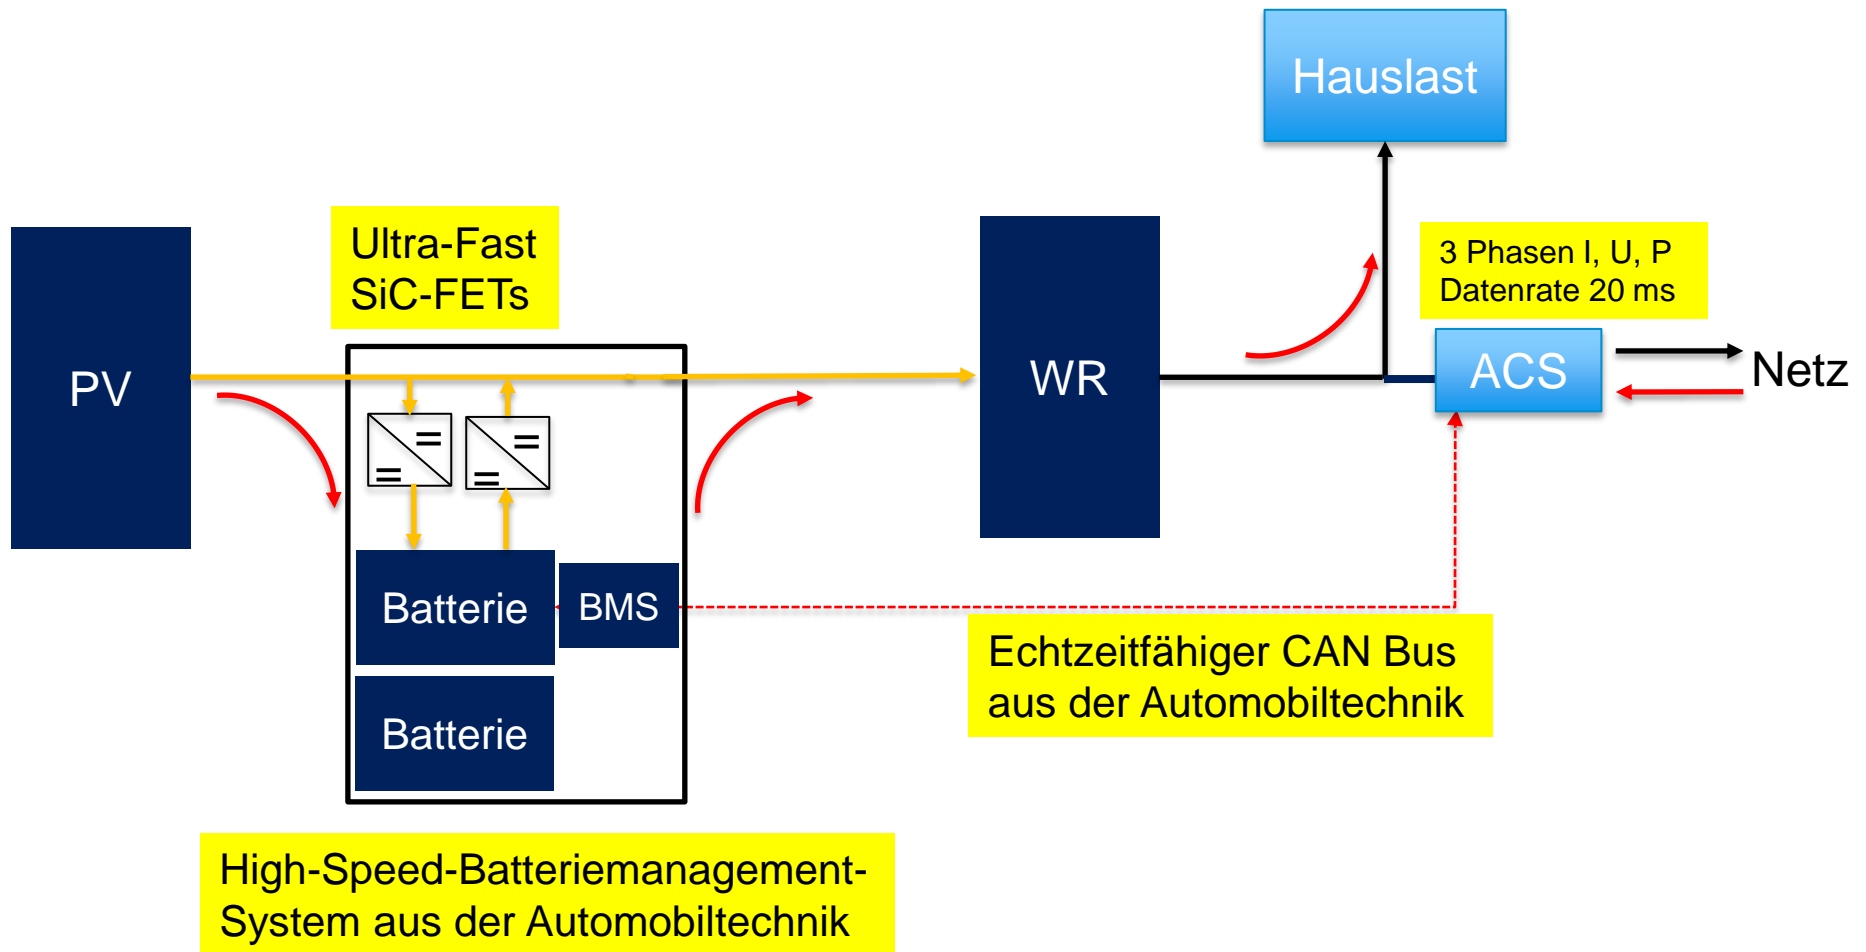 Hauslast
Ultra-Fast
SiC-FETs
3 Phasen I, U, P
Datenrate 20 ms
PV
WR
ACS
Netz
Batterie
BMS
Batterie
Echtzeitfähiger CAN Bus
aus der Automobiltechnik
High-Speed-Batteriemanagement-
System aus der Automobiltechnik